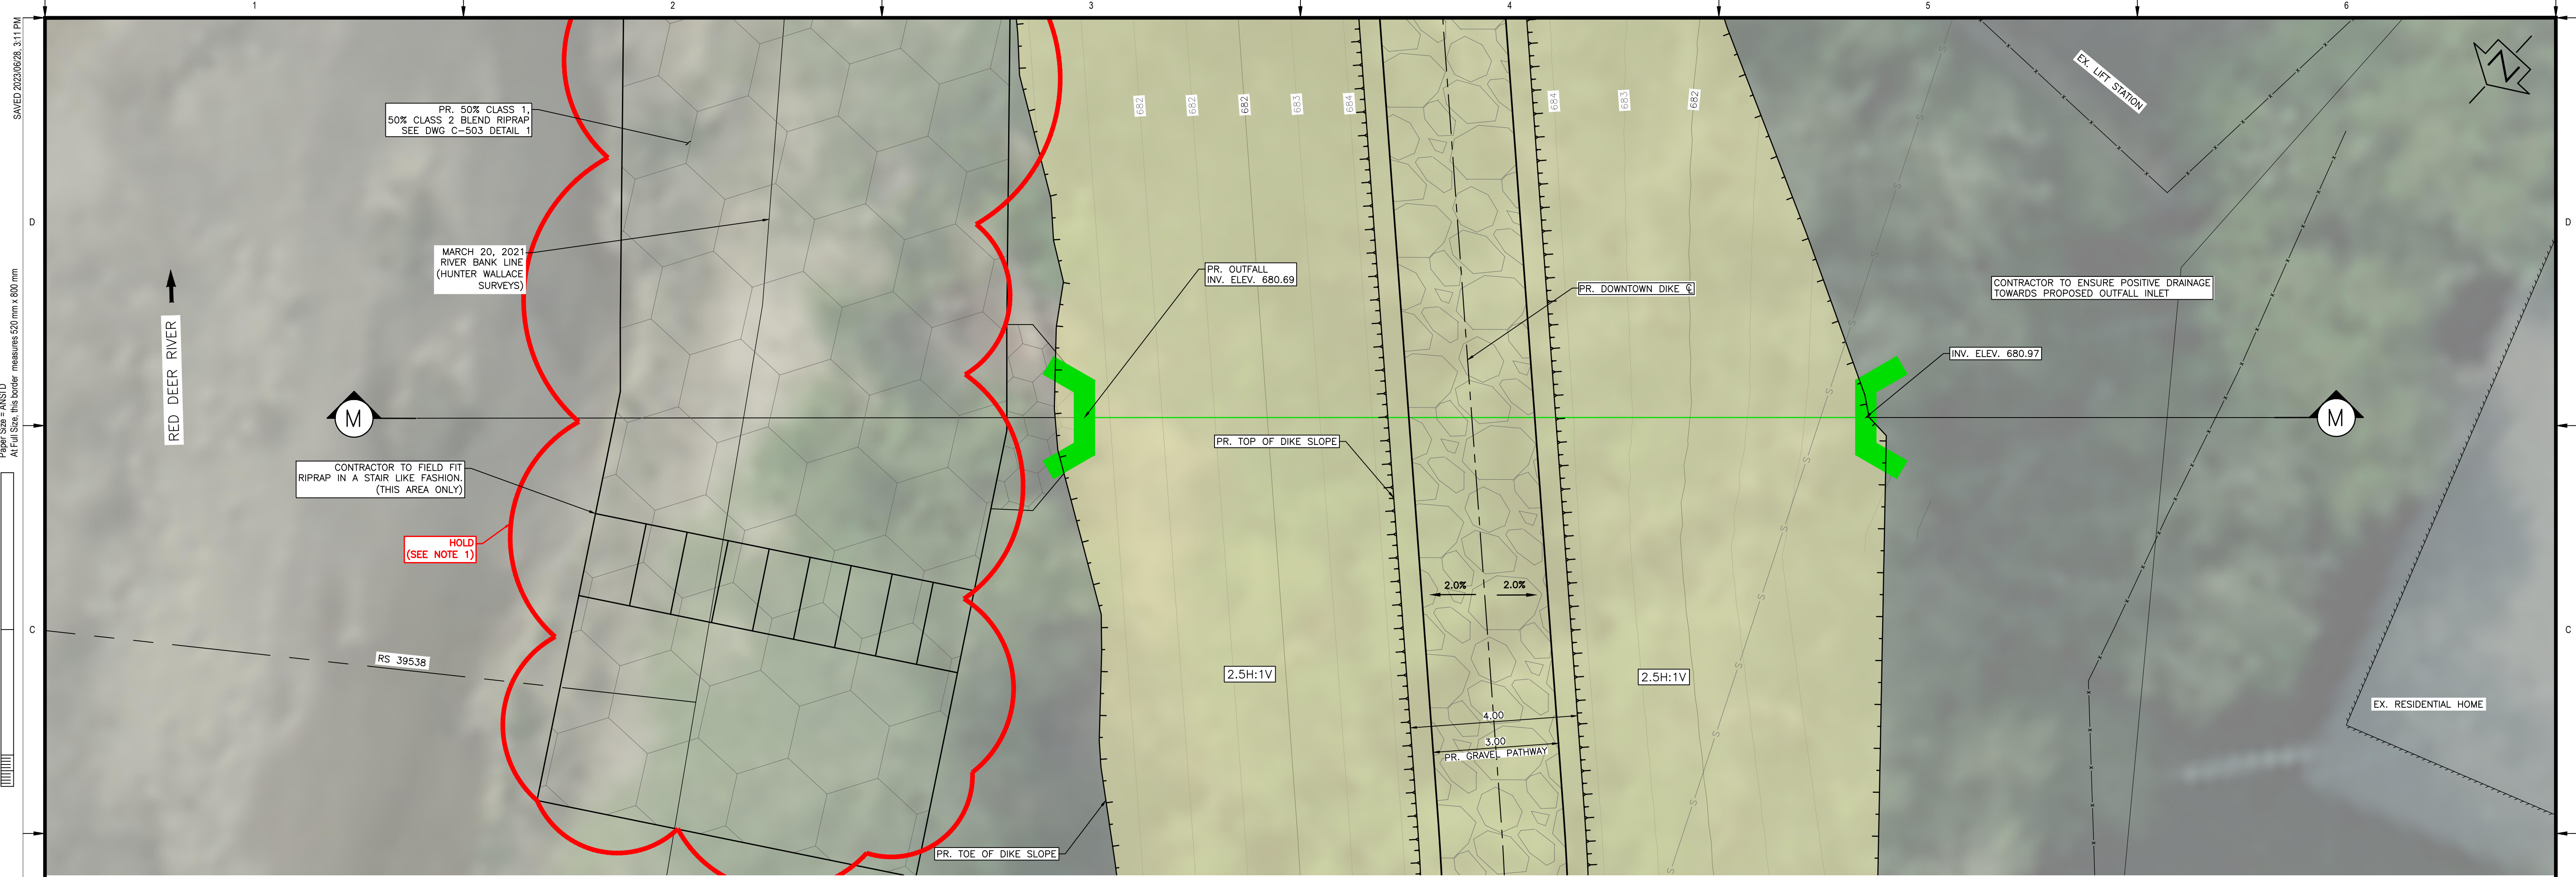 1
2
3
4
5
6
SAVED 2023/06/28, 3:11 PM
At Full Size, this border measures 520 mm x 800 mm
Paper Size = ANSI D
D
D
C
C
PR. 50% CLASS 1,
50% CLASS 2 BLEND RIPRAP
SEE DWG C-503 DETAIL 1
682
682
682
683
684
684
683
682
EX. LIFT STATION
N
MARCH 20, 2021
RIVER BANK LINE
(HUNTER WALLACE
SURVEYS)
PR. OUTFALL
INV. ELEV. 680.69
PR. DOWNTOWN DIKE ℄
CONTRACTOR TO ENSURE POSITIVE DRAINAGE
TOWARDS PROPOSED OUTFALL INLET
RED DEER RIVER
INV. ELEV. 680.97
M
M
PR. TOP OF DIKE SLOPE
CONTRACTOR TO FIELD FIT
RIPRAP IN A STAIR LIKE FASHION.
(THIS AREA ONLY)
HOLD
(SEE NOTE 1)
2.0%
2.0%
RS 39538
2.5H:1V
2.5H:1V
4.00
3.00
PR. GRAVEL PATHWAY
EX. RESIDENTIAL HOME
PR. TOE OF DIKE SLOPE
S
S
S
S
S
S
S
S